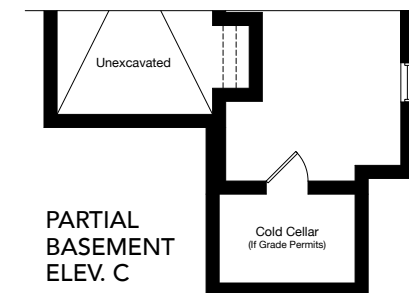 Unexcavated
Cold Cellar
(If Grade Permits)
PARTIAL
BASEMENT
ELEV. C